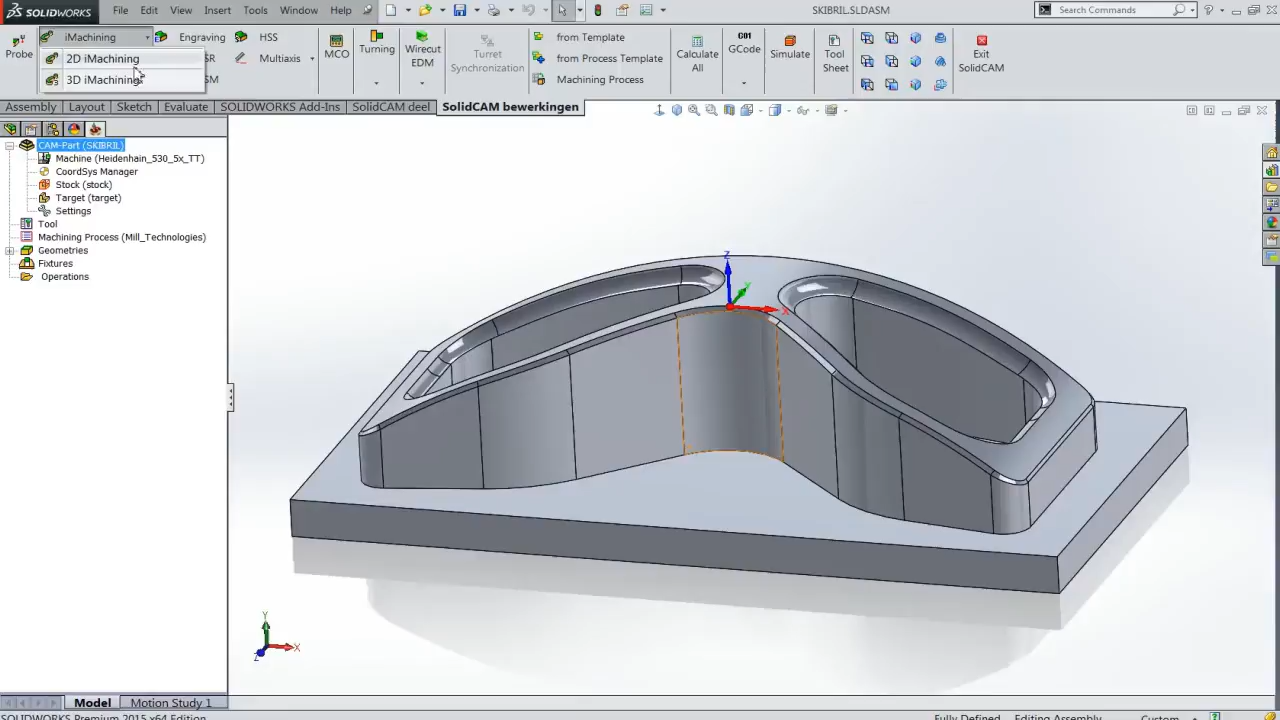 SOLIDWORKS File Edit View Insert Tools Window Help SKIBRIL.SLDASM Search Commands
Probe
iMachining Engraving HSS
2D iMachining
3D iMachining
SR
SM
Multiaxis
MCO
Turning
Wirecut EDM
Turret Synchronization
from Template
from Process Template
Machining Process
Calculate All
GCode
Simulate
Tool Sheet
Exit SolidCAM
Assembly Layout Sketch Evaluate SOLIDWORKS Add-Ins SolidCAM deel SolidCAM bewerkingen
CAM-Part (SKIBRIL)
Machine (Heidenhain_530_5x_TT)
CoordSys Manager
Stock (stock)
Target (target)
Settings
Tool
Machining Process (Mill_Technologies)
Geometries
Fixtures
Operations
Z
Y
X
Y
X
Z
Model Motion Study 1
SOLIDWORKS Premium 2015 x64 Edition Fully Defined Editing Assembly Custom